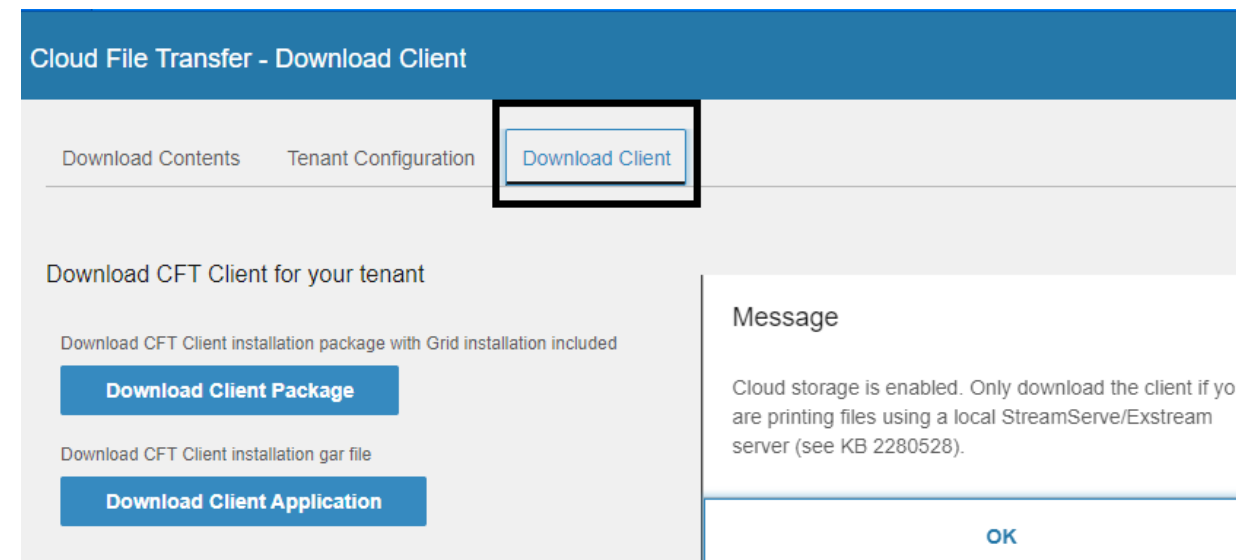 Cloud File Transfer - Download Client
Download Contents
Tenant Configuration
Download Client
Download CFT Client for your tenant
Download CFT Client installation package with Grid installation included
Download Client Package
Download CFT Client installation gar file
Download Client Application
Message
Cloud storage is enabled. Only download the client if yo
are printing files using a local StreamServe/Exstream
server (see KB 2280528).
OK